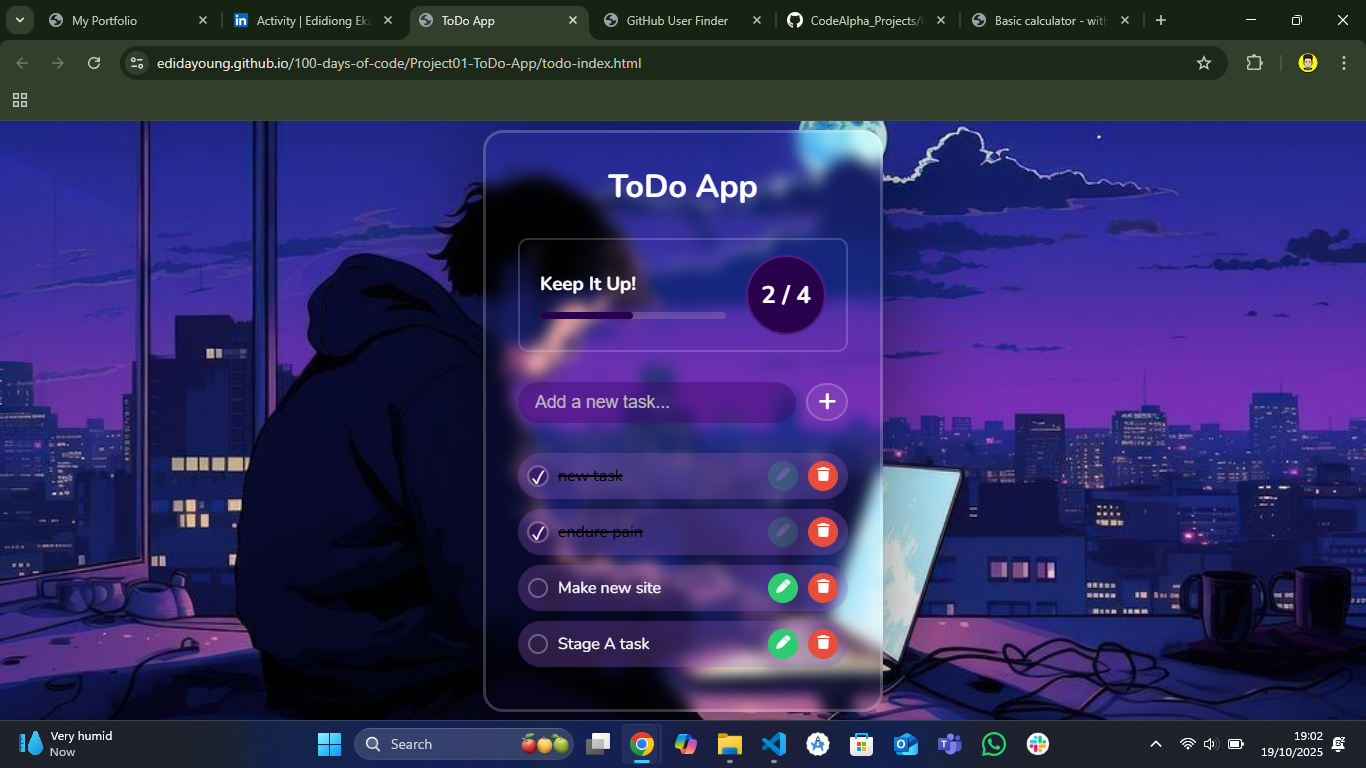 My Portfolio
Activity | Edidiong Eka
ToDo App
GitHub User Finder
CodeAlpha_Projects/
Basic calculator - with
edidayoung.github.io/100-days-of-code/Project01-ToDo-App/todo-index.html
ToDo App
Keep It Up!
2 / 4
Add a new task...
new task
endure pain
Make new site
Stage A task
Very humid
Now
Search
19:02
19/10/2025